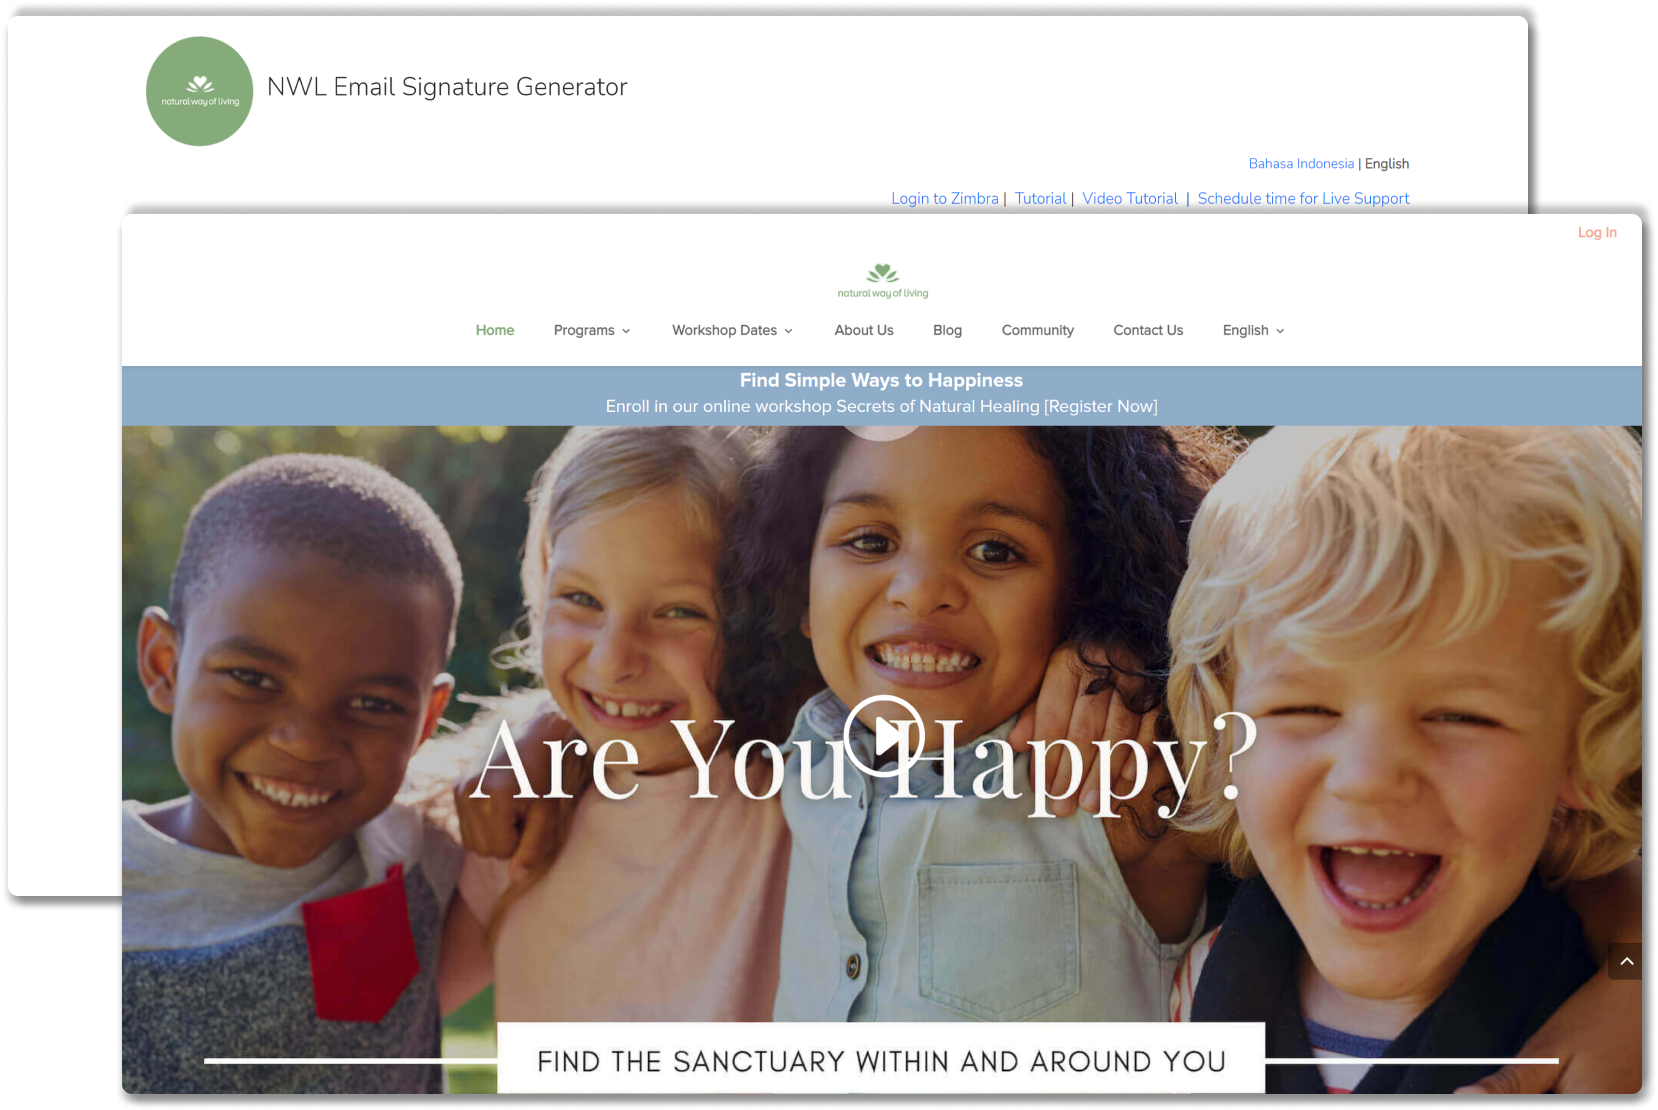 natural way of living
NWL Email Signature Generator
Bahasa Indonesia | English
Login to Zimbra | Tutorial | Video Tutorial | Schedule time for Live Support
Log In
natural way of living
Home Programs Workshop Dates About Us Blog Community Contact Us English
Find Simple Ways to Happiness
Enroll in our online workshop Secrets of Natural Healing [Register Now]
Are You Happy?
FIND THE SANCTUARY WITHIN AND AROUND YOU